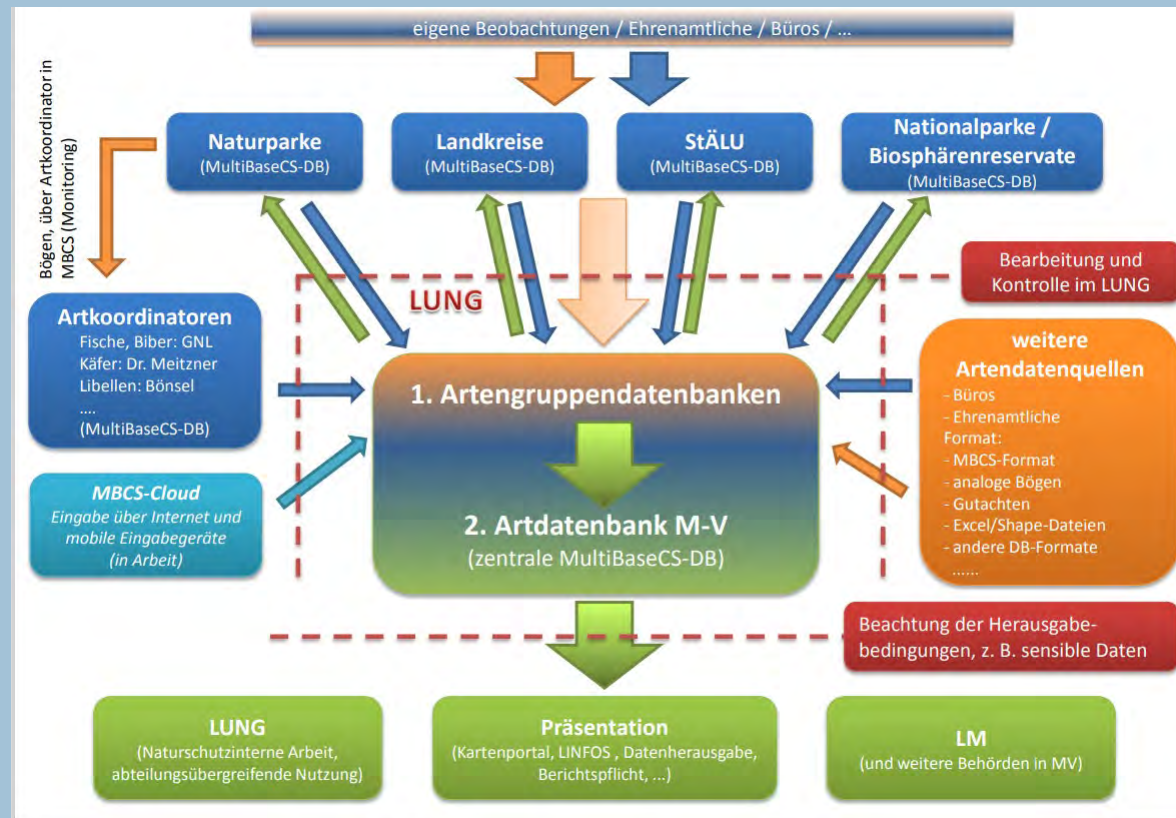 eigene Beobachtungen / Ehrenamtliche / Büros / ...
Bögen, über Artkoordinator in
MBCS (Monitoring)
Naturparke
(MultiBaseCS-DB)
Landkreise
(MultiBaseCS-DB)
StÄLU
(MultiBaseCS-DB)
Nationalparke /
Biosphärenreservate
(MultiBaseCS-DB)
LUNG
Bearbeitung und
Kontrolle im LUNG
Artkoordinatoren
Fische, Biber: GNL
Käfer: Dr. Meitzner
Libellen: Bönsel
....
(MultiBaseCS-DB)
MBCS-Cloud
Eingabe über Internet und
mobile Eingabegeräte
(in Arbeit)
1. Artengruppendatenbanken
2. Artdatenbank M-V
(zentrale MultiBaseCS-DB)
weitere
Artendatenquellen
- Büros
- Ehrenamtliche
Format:
- MBCS-Format
- analoge Bögen
- Gutachten
- Excel/Shape-Dateien
- andere DB-Formate
......
Beachtung der Herausgabe-
bedingungen, z. B. sensible Daten
LUNG
(Naturschutzinterne Arbeit,
abteilungsübergreifende Nutzung)
Präsentation
(Kartenportal, LINFOS , Datenherausgabe,
Berichtspflicht, ...)
LM
(und weitere Behörden in MV)